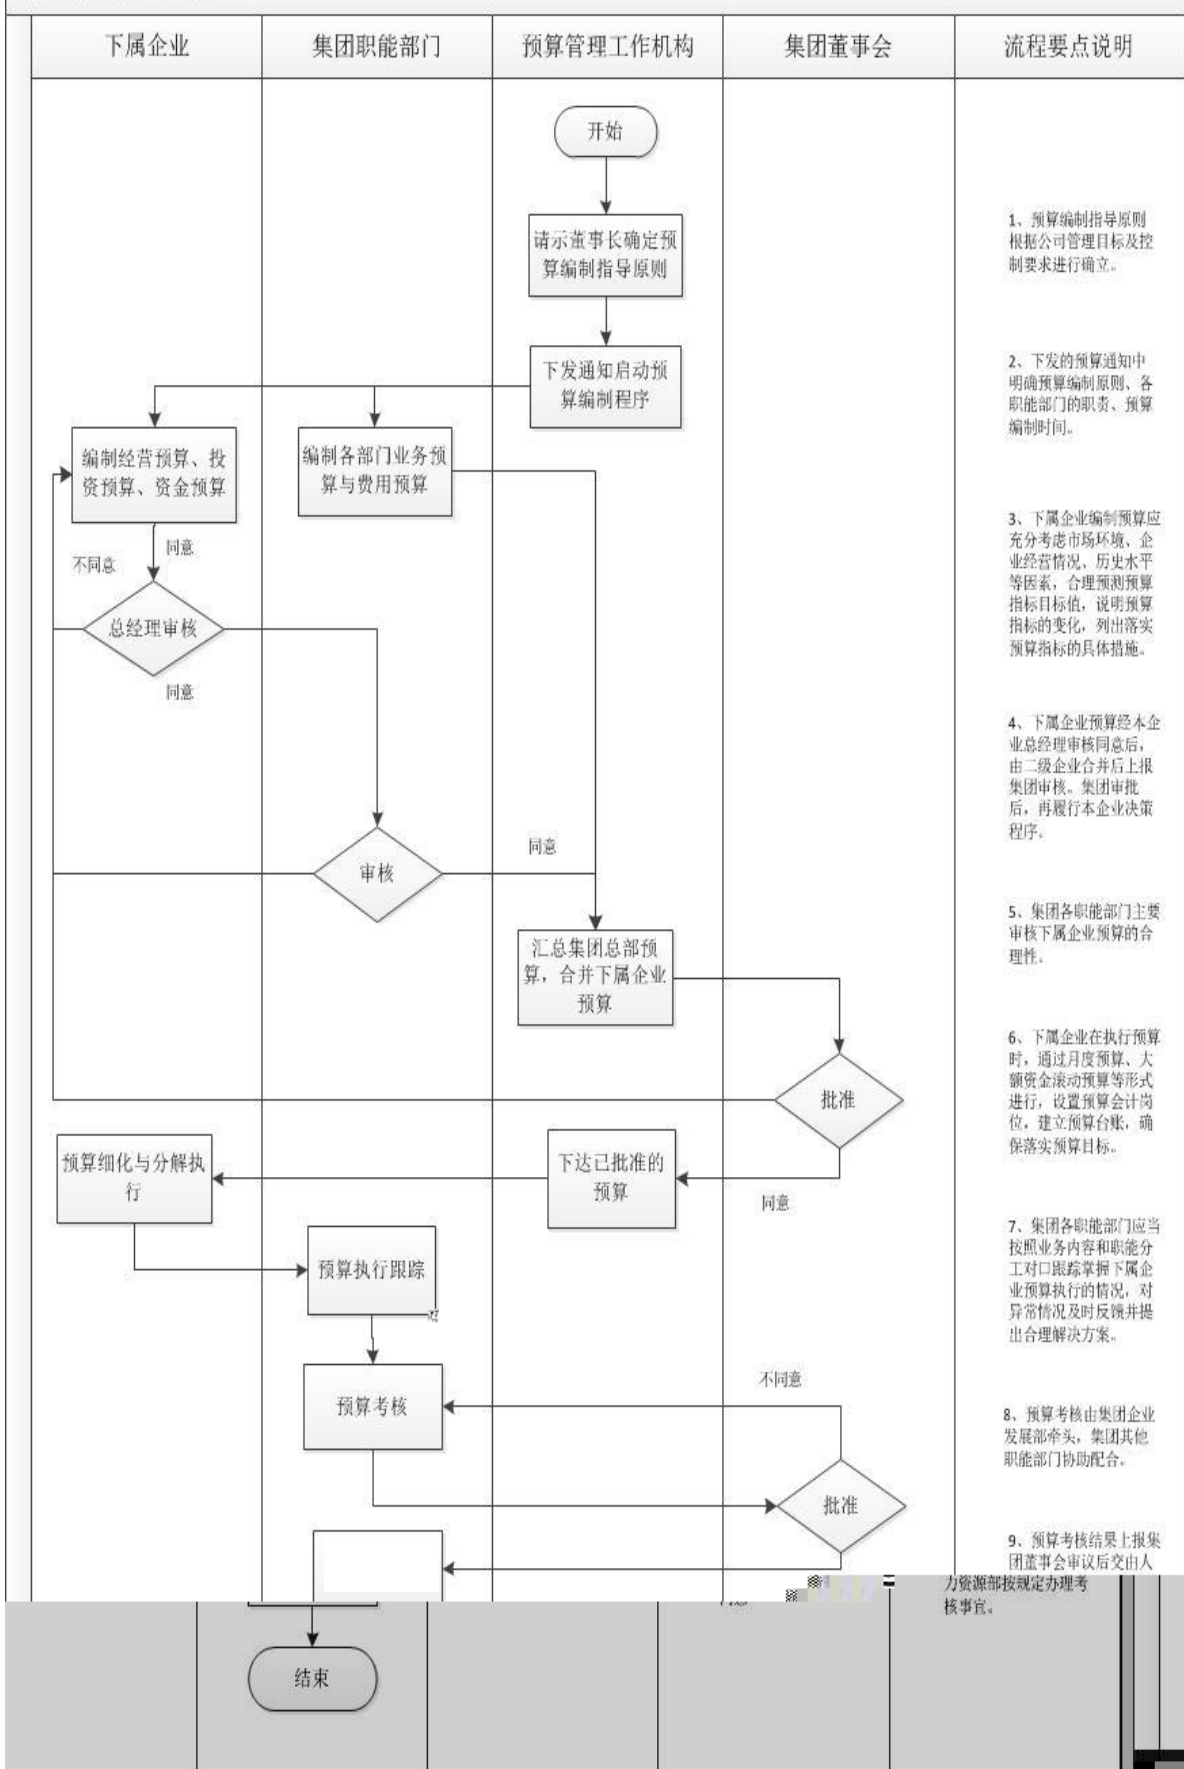 下属企业
集团职能部门
预算管理工作机构
集团董事会
流程要点说明
开始
请示董事长确定预
算编制指导原则
下发通知启动预
算编制程序
编制经营预算、投
资预算、资金预算
编制各部门业务预
算与费用预算
同意
不同意
总经理审核
同意
审核
同意
汇总集团总部预
算，合并下属企业
预算
批准
同意
下达已批准的
预算
预算细化与分解执
行
预算执行跟踪
预算考核
不同意
批准
结束
1、预算编制指导原则
根据公司管理目标及控
制要求进行确立。
2、下发的预算通知中
明确预算编制原则、各
职能部门的职责、预算
编制时间。
3、下属企业编制预算应
充分考虑市场环境、企
业经营情况、历史水平
等因素，合理预测预算
指标目标值，说明预算
指标的变化，列出落实
预算指标的具体措施。
4、下属企业预算经本企
业总经理审核同意后，
由二级企业合并后上报
集团审核。集团审批
后，再履行本企业决策
程序。
5、集团各职能部门主要
审核下属企业预算的合
理性。
6、下属企业在执行预算
时，通过月度预算、大
额资金滚动预算等形式
进行，设置预算会计岗
位，建立预算台账，确
保落实预算目标。
7、集团各职能部门应当
按照业务内容和职能分
工对口跟踪掌握下属企
业预算执行的情况，对
异常情况及时反馈并提
出合理解决方案。
8、预算考核由集团企业
发展部牵头，集团其他
职能部门协助配合。
9、预算考核结果上报集
团董事会审议后交由人
力资源部按规定办理考
核事宜。